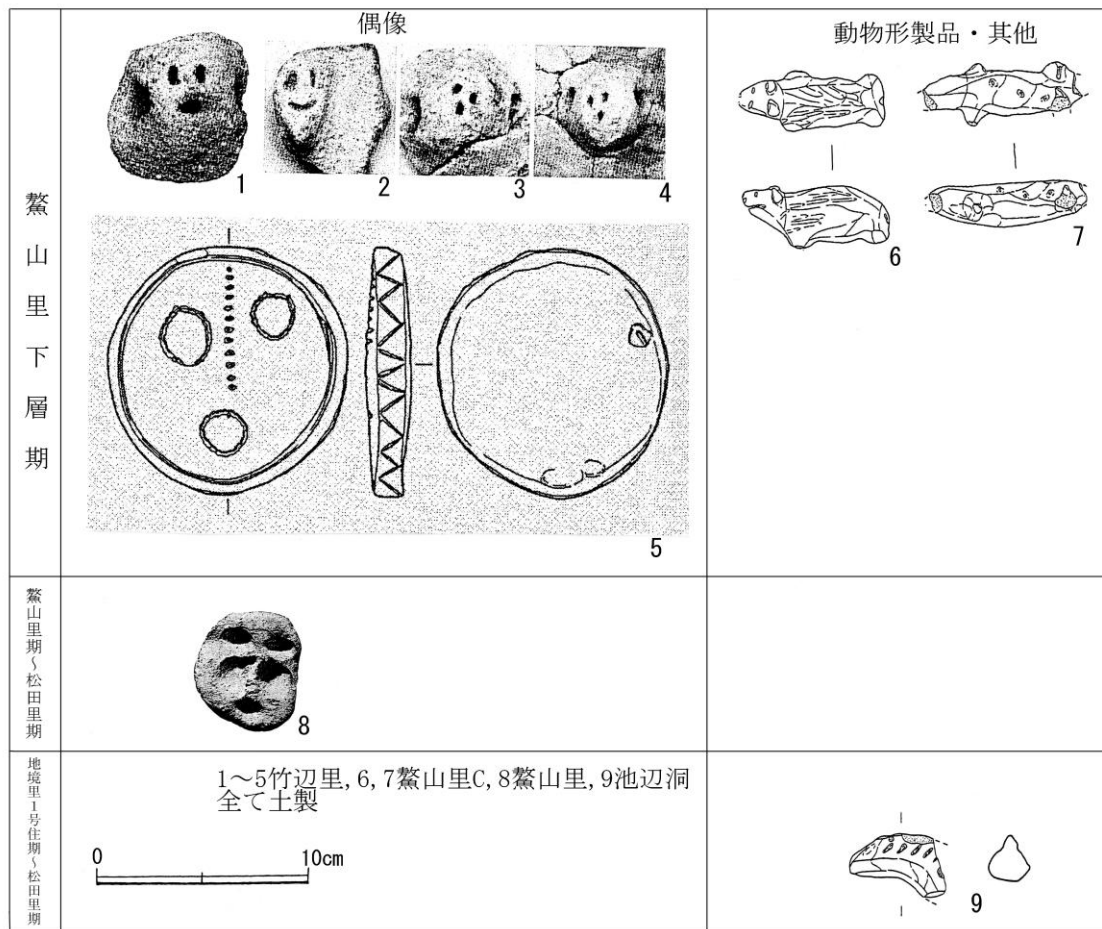 偶像
動物形製品・其他
鰲山里下層期
1
2
3
4
5
6
7
鰲山里期～松田里期
8
地境里1号住期～松田里期
1～5竹辺里,6,7鰲山里C,8鰲山里,9池辺洞
全て土製
0 10cm
9